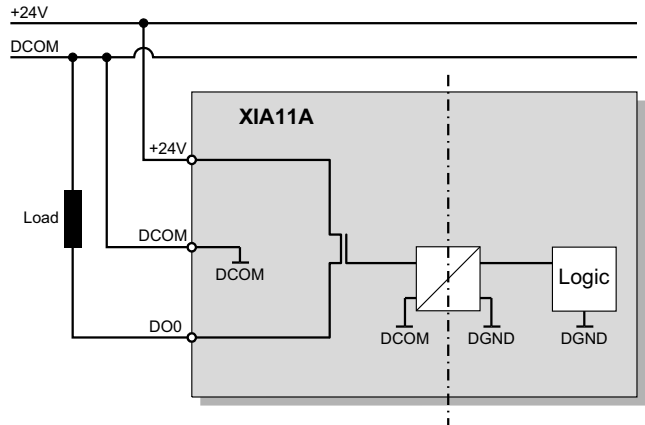 +24V
DCOM
XIA11A
+24V
Load
DCOM
DCOM
Logic
DO0
DCOM
DGND
DGND